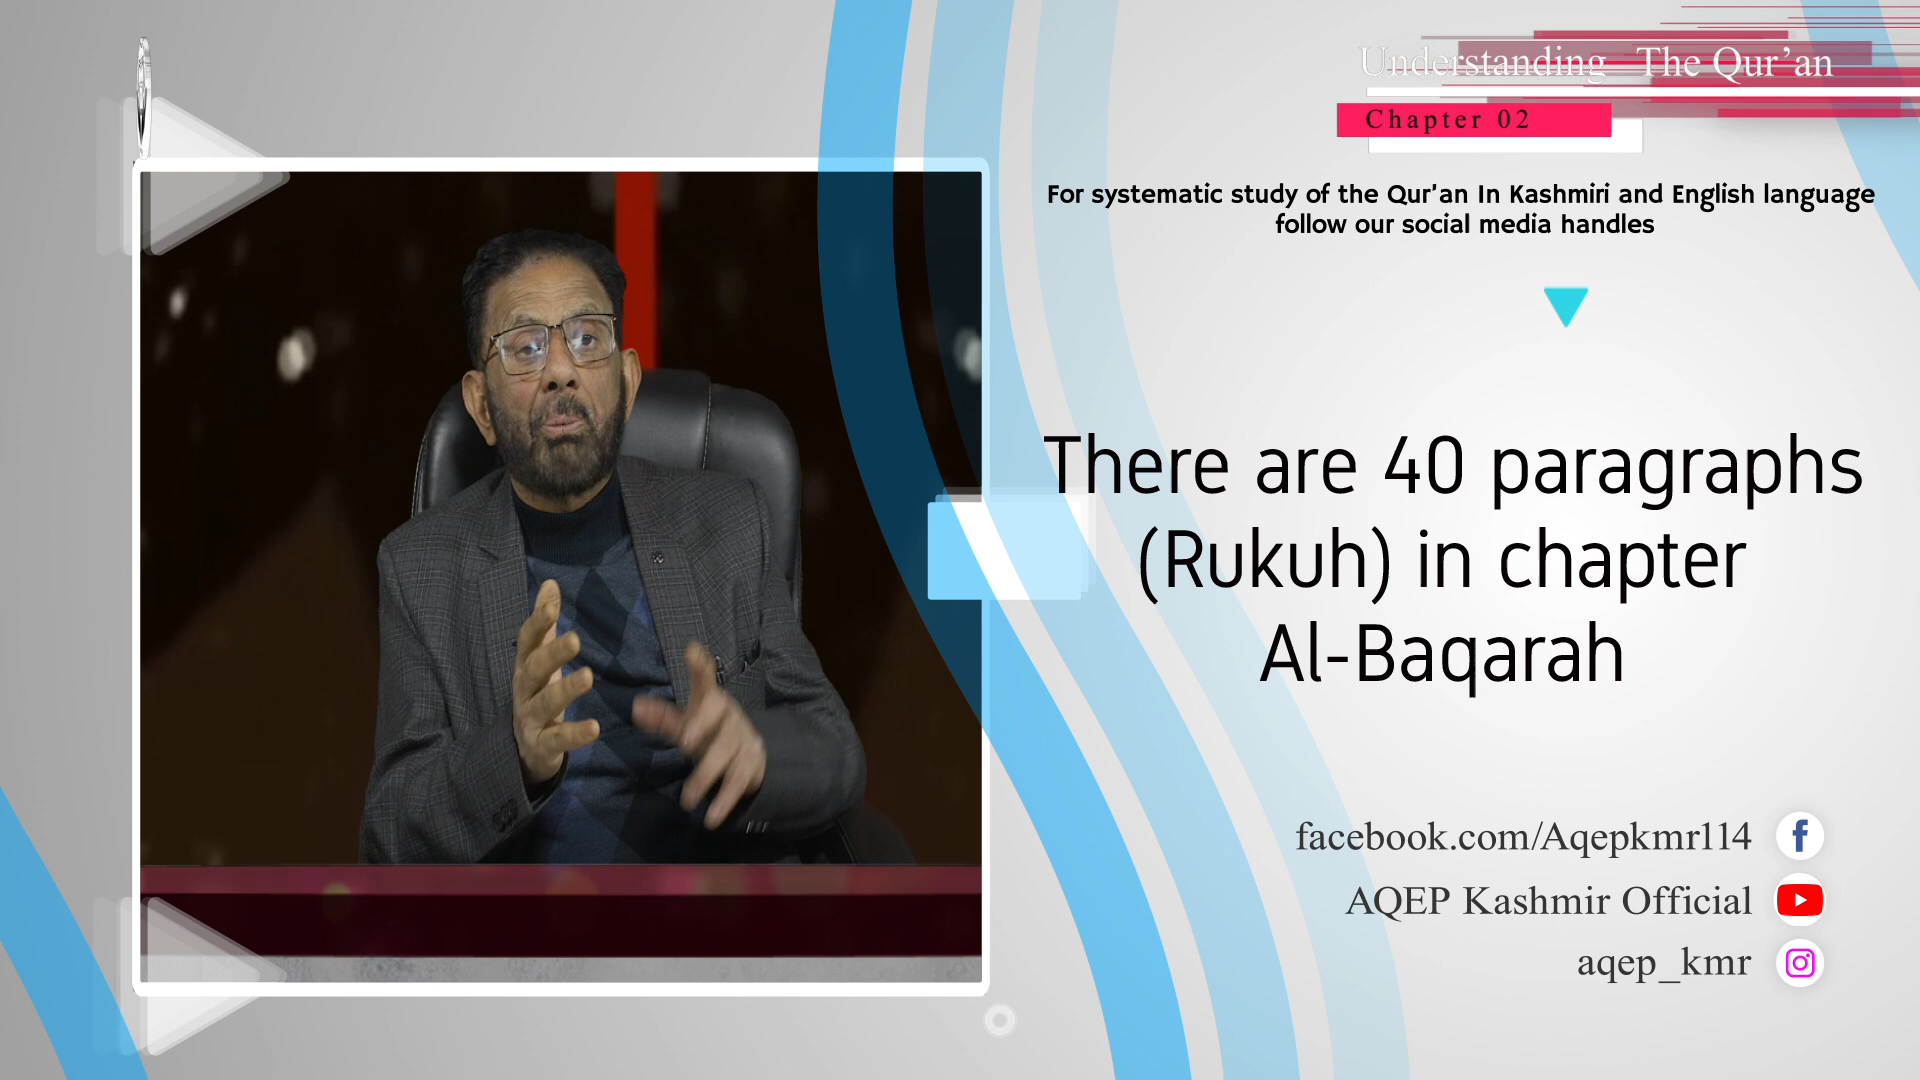 Understanding The Qur’an
Chapter 02
For systematic study of the Qur’an In Kashmiri and English language
follow our social media handles
There are 40 paragraphs
(Rukuh) in chapter
Al-Baqarah
facebook.com/Aqepkmr114
AQEP Kashmir Official
aqep_kmr